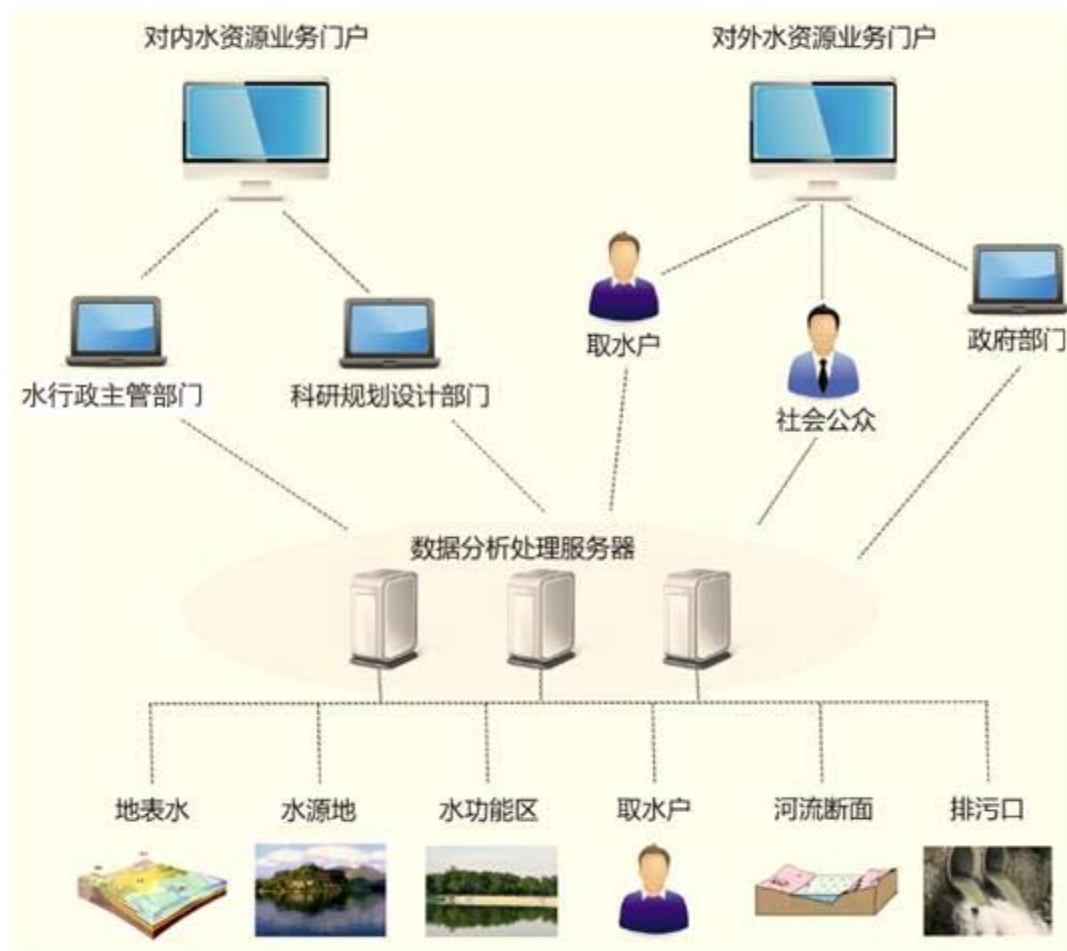 对内水资源业务门户
对外水资源业务门户
取水户
政府部门
水行政主管部门
科研规划设计部门
社会公众
数据分析处理服务器
地表水
水源地
水功能区
取水户
河流断面
排污口